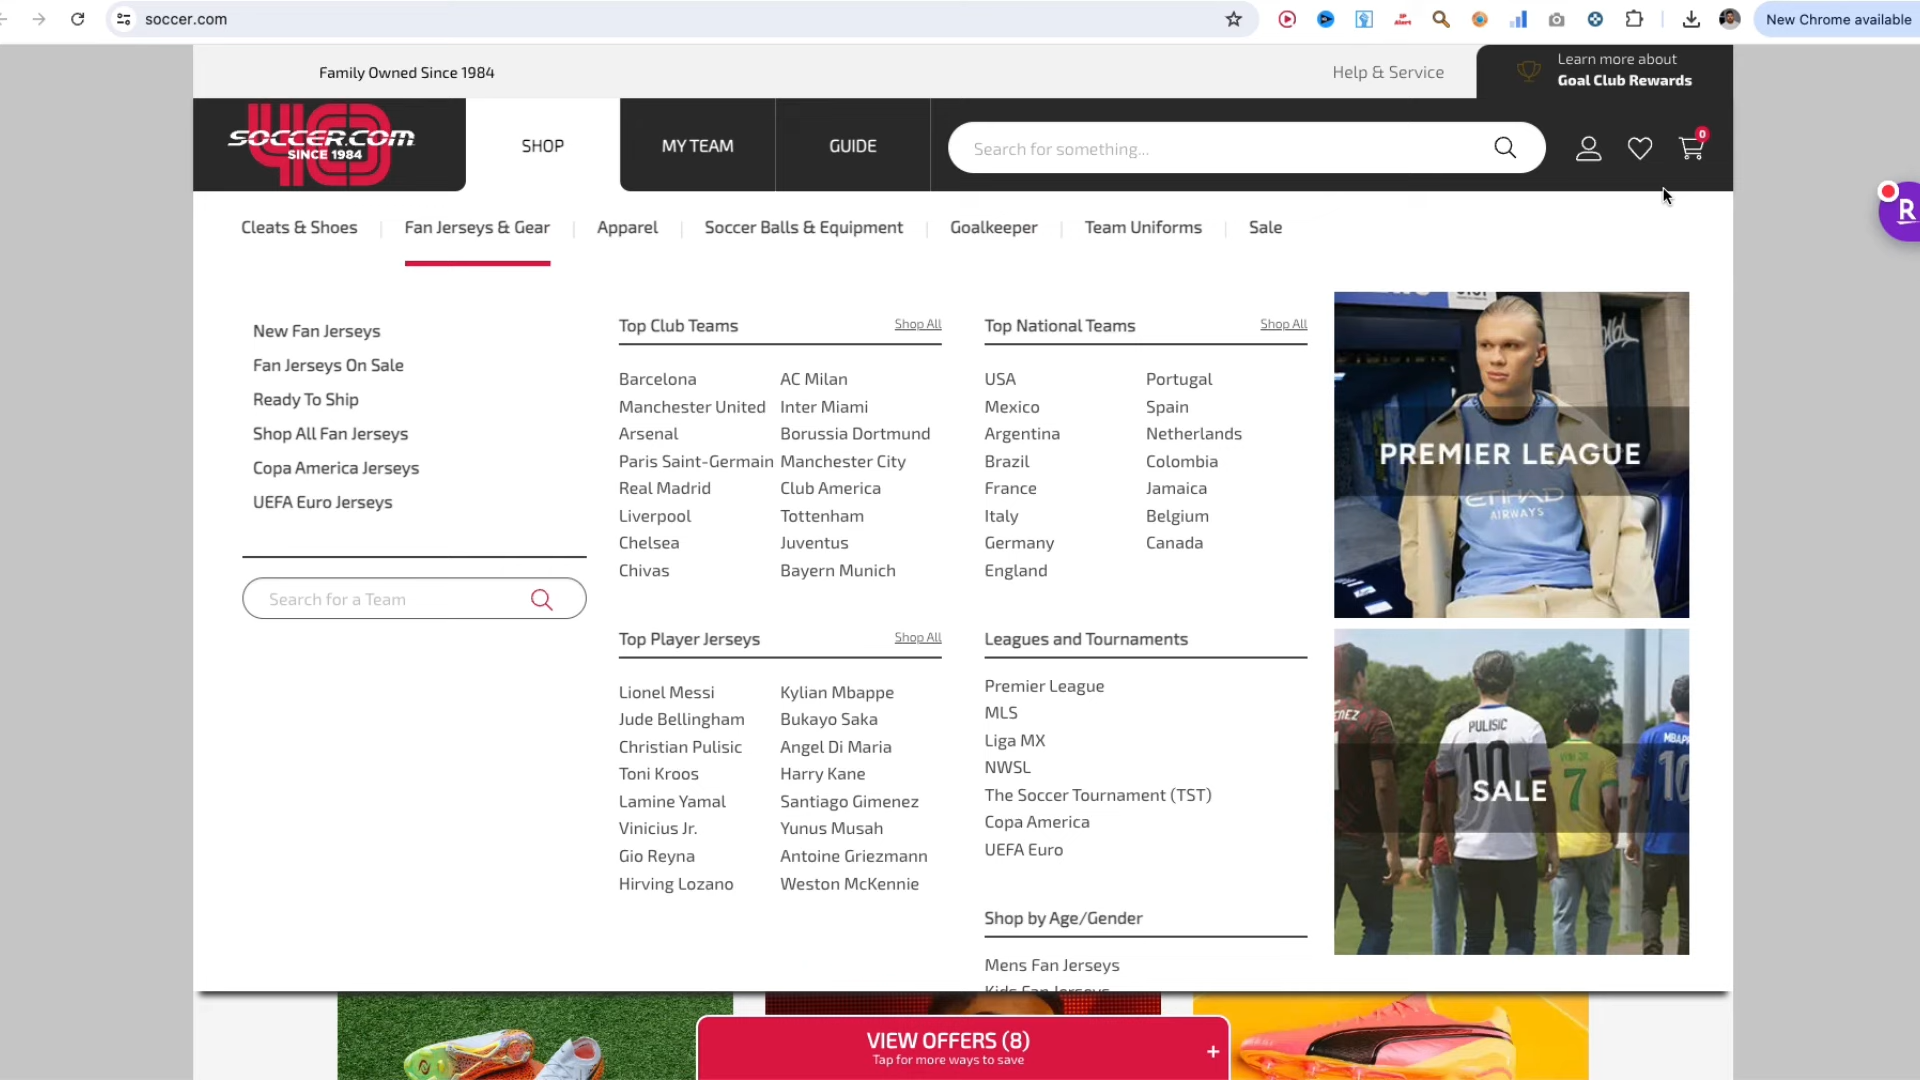 soccer.com
New Chrome available
Family Owned Since 1984
Help & Service
Learn more about
Goal Club Rewards
40
SOCCER.COM
SINCE 1984
SHOP
MY TEAM
GUIDE
Search for something...
0
Cleats & Shoes
Fan Jerseys & Gear
Apparel
Soccer Balls & Equipment
Goalkeeper
Team Uniforms
Sale
R
New Fan Jerseys
Fan Jerseys On Sale
Ready To Ship
Shop All Fan Jerseys
Copa America Jerseys
UEFA Euro Jerseys
Search for a Team
Top Club Teams
Shop All
Barcelona
Manchester United
Arsenal
Paris Saint-Germain
Real Madrid
Liverpool
Chelsea
Chivas
AC Milan
Inter Miami
Borussia Dortmund
Manchester City
Club America
Tottenham
Juventus
Bayern Munich
Top National Teams
Shop All
USA
Mexico
Argentina
Brazil
France
Italy
Germany
England
Portugal
Spain
Netherlands
Colombia
Jamaica
Belgium
Canada
Top Player Jerseys
Shop All
Lionel Messi
Jude Bellingham
Christian Pulisic
Toni Kroos
Lamine Yamal
Vinicius Jr.
Gio Reyna
Hirving Lozano
Kylian Mbappe
Bukayo Saka
Angel Di Maria
Harry Kane
Santiago Gimenez
Yunus Musah
Antoine Griezmann
Weston McKennie
Leagues and Tournaments
Premier League
MLS
Liga MX
NWSL
The Soccer Tournament (TST)
Copa America
UEFA Euro
Shop by Age/Gender
Mens Fan Jerseys
Kids Fan Jerseys
PREMIER LEAGUE
ETIHAD
AIRWAYS
PULISIC
10
7
10
SALE
VIEW OFFERS (8)
Tap for more ways to save
+